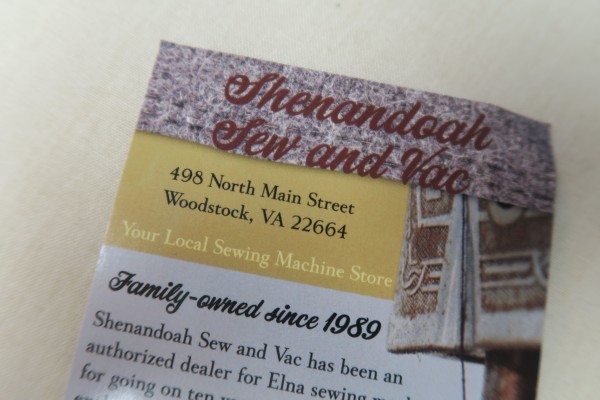 Shenandoah
Sew and Vac
498 North Main Street
Woodstock, VA 22664
Your Local Sewing Machine Store
Family-owned since 1989
Shenandoah Sew and Vac has been an
authorized dealer for Elna sewing
for going on ten